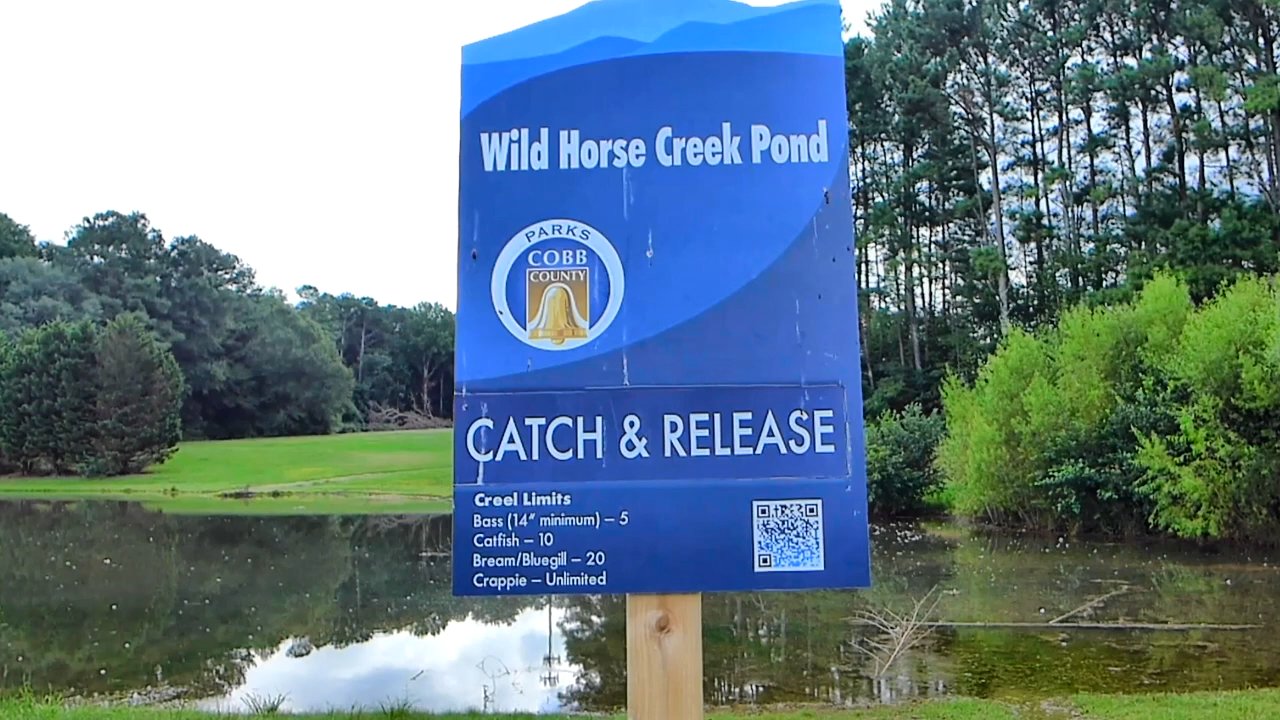 Wild Horse Creek Pond
PARKS
COBB
COUNTY
CATCH & RELEASE
Creel Limits
Bass (14" minimum) – 5
Catfish – 10
Bream/Bluegill – 20
Crappie – Unlimited